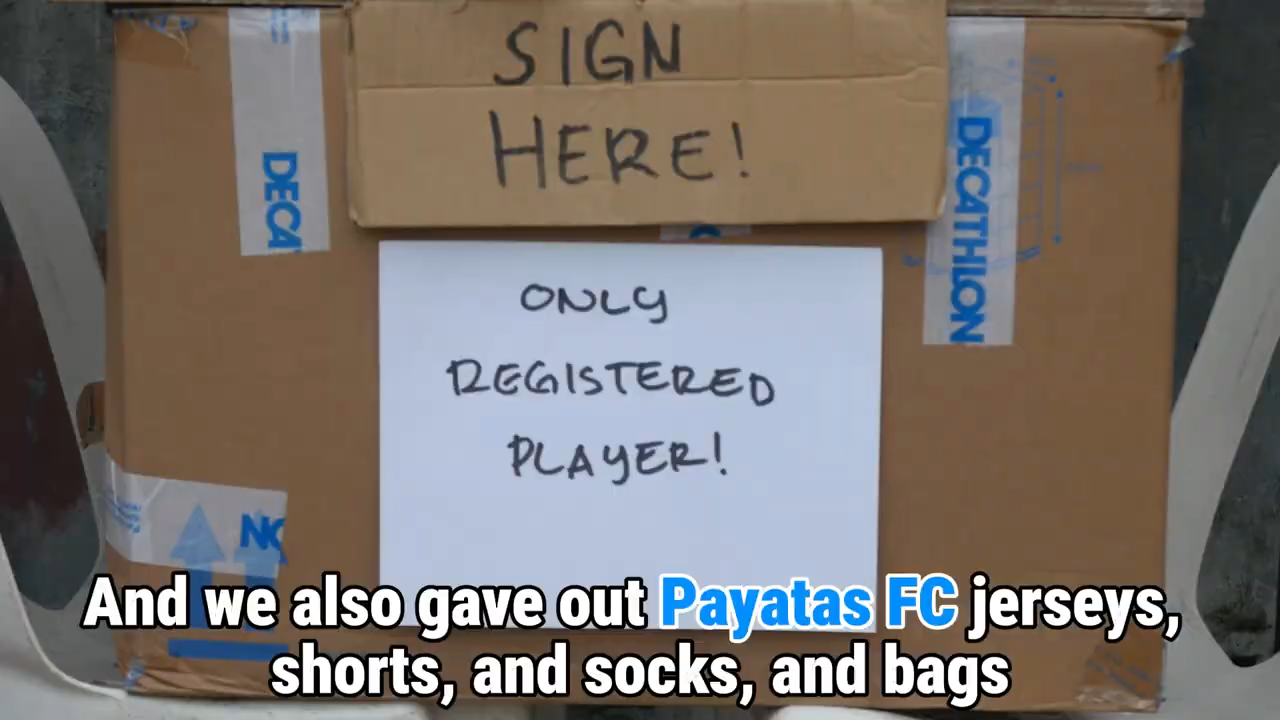 SIGN
HERE!
DECA
DECATHLON
ONLY
REGISTERED
PLAYER!
NO
And we also gave out Payatas FC jerseys,
shorts, and socks, and bags